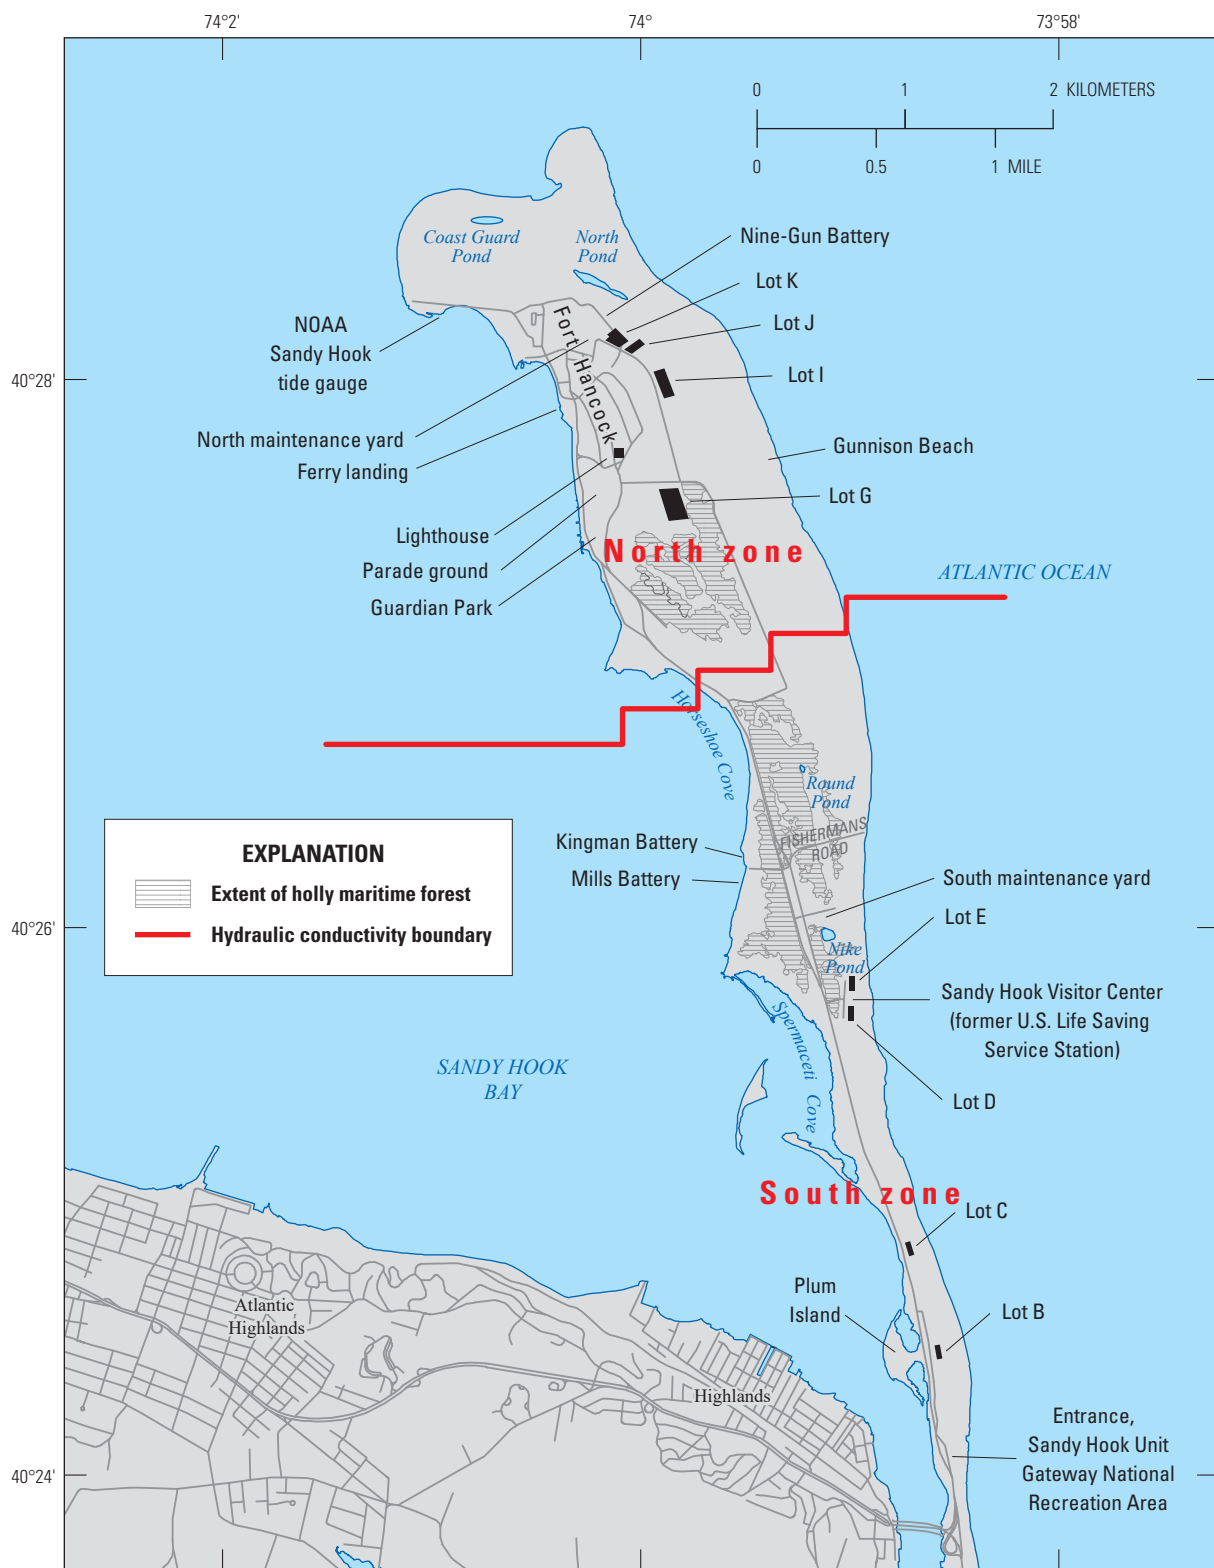 74°2'
74°
73°58'
0
1
2 KILOMETERS
0
0.5
1 MILE
Coast Guard
Pond
North
Pond
Nine-Gun Battery
Lot K
Lot J
Lot I
NOAA
Sandy Hook
tide gauge
Fort Hancock
40°28'
North maintenance yard
Ferry landing
Gunnison Beach
Lot G
Lighthouse
Parade ground
Guardian Park
North zone
ATLANTIC OCEAN
Horseshoe Cove
Round
Pond
FISHERMANS
ROAD
Kingman Battery
Mills Battery
EXPLANATION
Extent of holly maritime forest
Hydraulic conductivity boundary
South maintenance yard
Lot E
40°26'
Nike
Pond
Sandy Hook Visitor Center
(former U.S. Life Saving
Service Station)
Spermaceti Cove
SANDY HOOK
BAY
Lot D
South zone
Lot C
Plum
Island
Lot B
Atlantic
Highlands
Highlands
Entrance,
Sandy Hook Unit
Gateway National
Recreation Area
40°24'